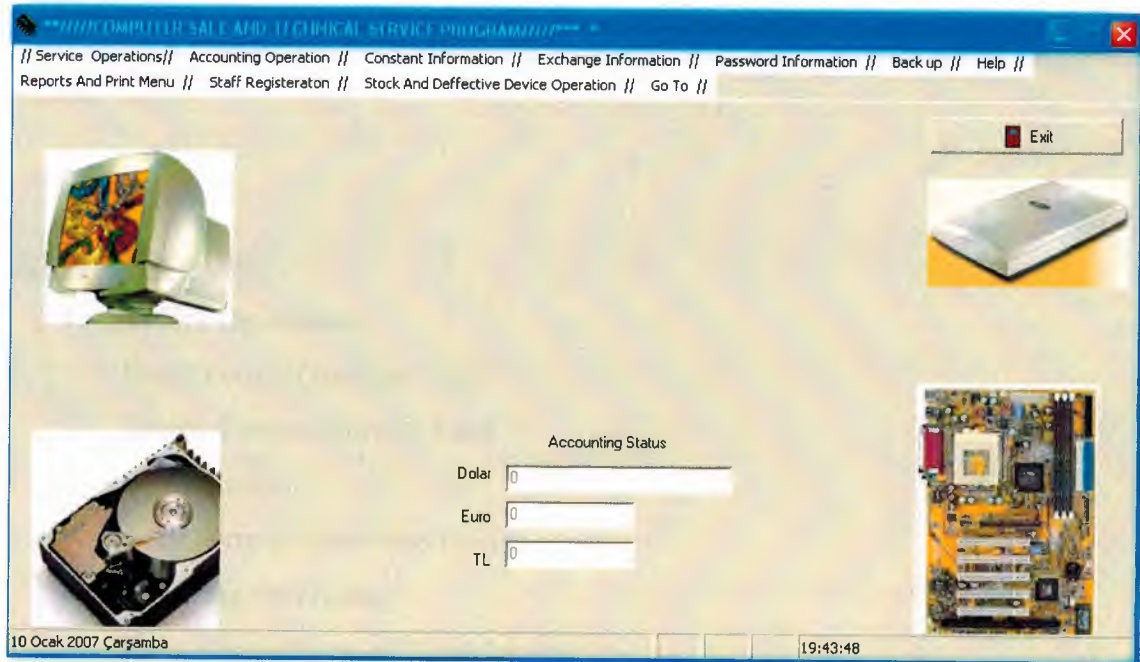 **/////COMPUTER SALE AND TECHNICAL SERVICE PROGRAM/////*** *
// Service Operations// Accounting Operation // Constant Information // Exchange Information // Password Information // Back up // Help //
Reports And Print Menu // Staff Registeraton // Stock And Deffective Device Operation // Go To //
Exit
Accounting Status
Dolar 0
Euro 0
TL 0
10 Ocak 2007 Çarşamba 19:43:48